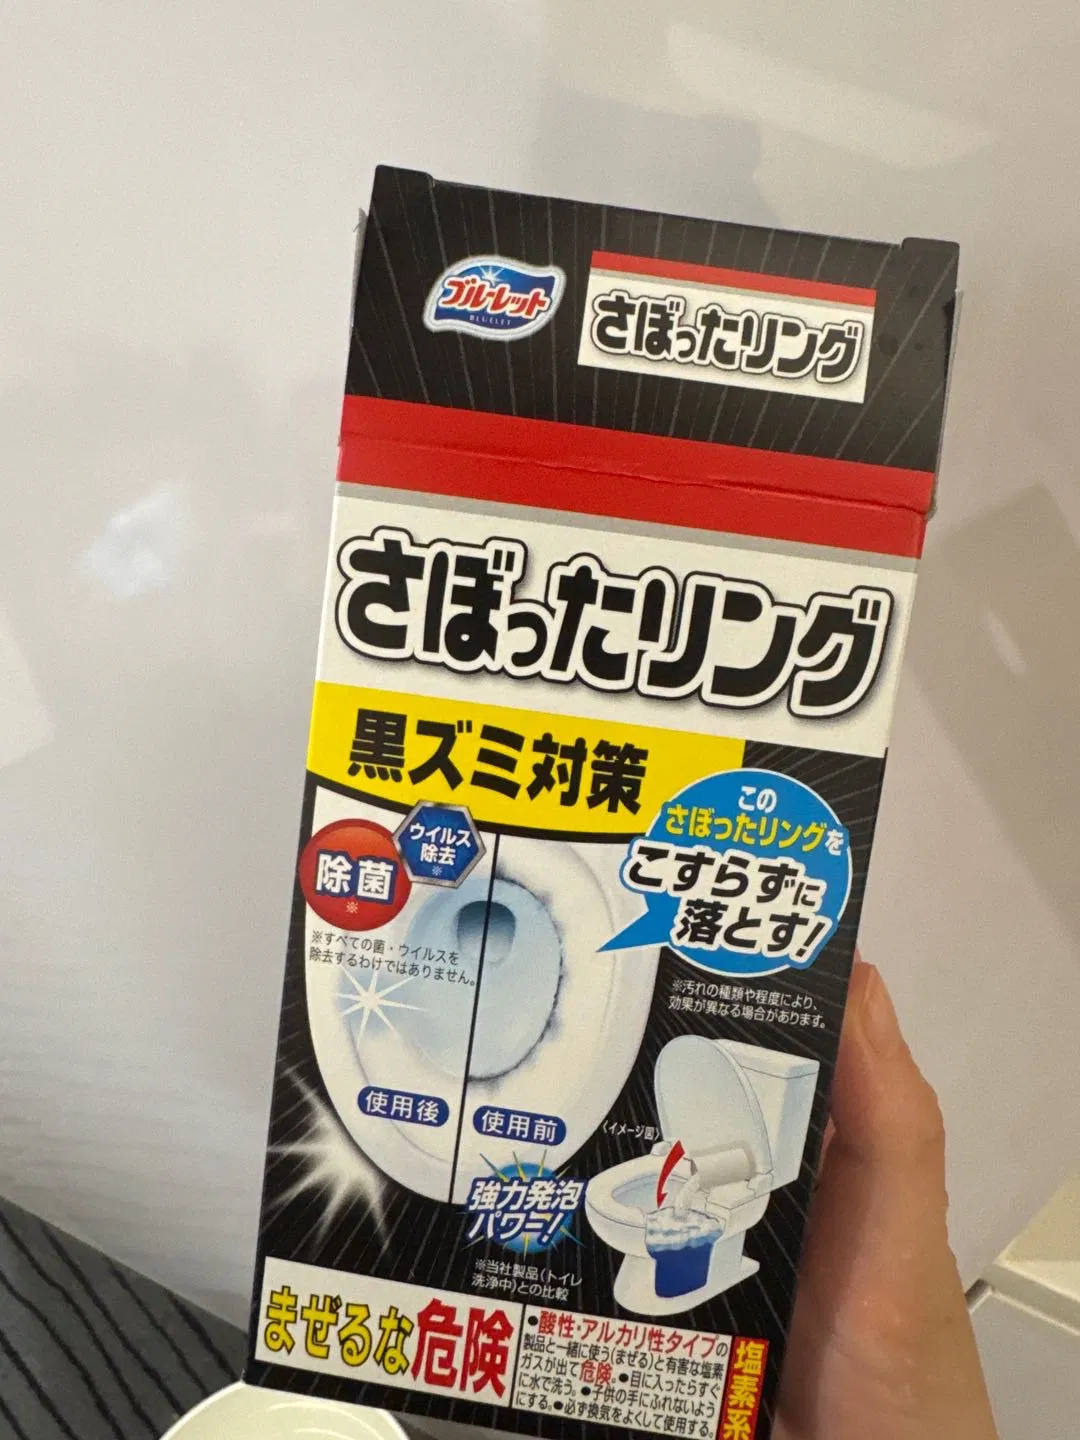 ブルーレット
BLUELET
さぼったリング
さぼったリング
黒ズミ対策
この
さぼったリングを
こすらずに
落とす!
ウイルス
除去
※
除菌
※
※すべての菌・ウイルスを
除去するわけではありません。
※汚れの種類や程度により、
効果が異なる場合があります。
使用後
使用前
〈イメージ図〉
強力発泡
パワー!
※当社製品(トイレ
洗浄中)との比較
まぜるな危険
●酸性・アルカリ性タイプの
製品と一緒に使う(まぜる)と有害な塩素
ガスが出て危険。●目に入ったらすぐ
に水で洗う。●子供の手にふれないよう
にする。●必ず換気をよくして使用する。
塩素系